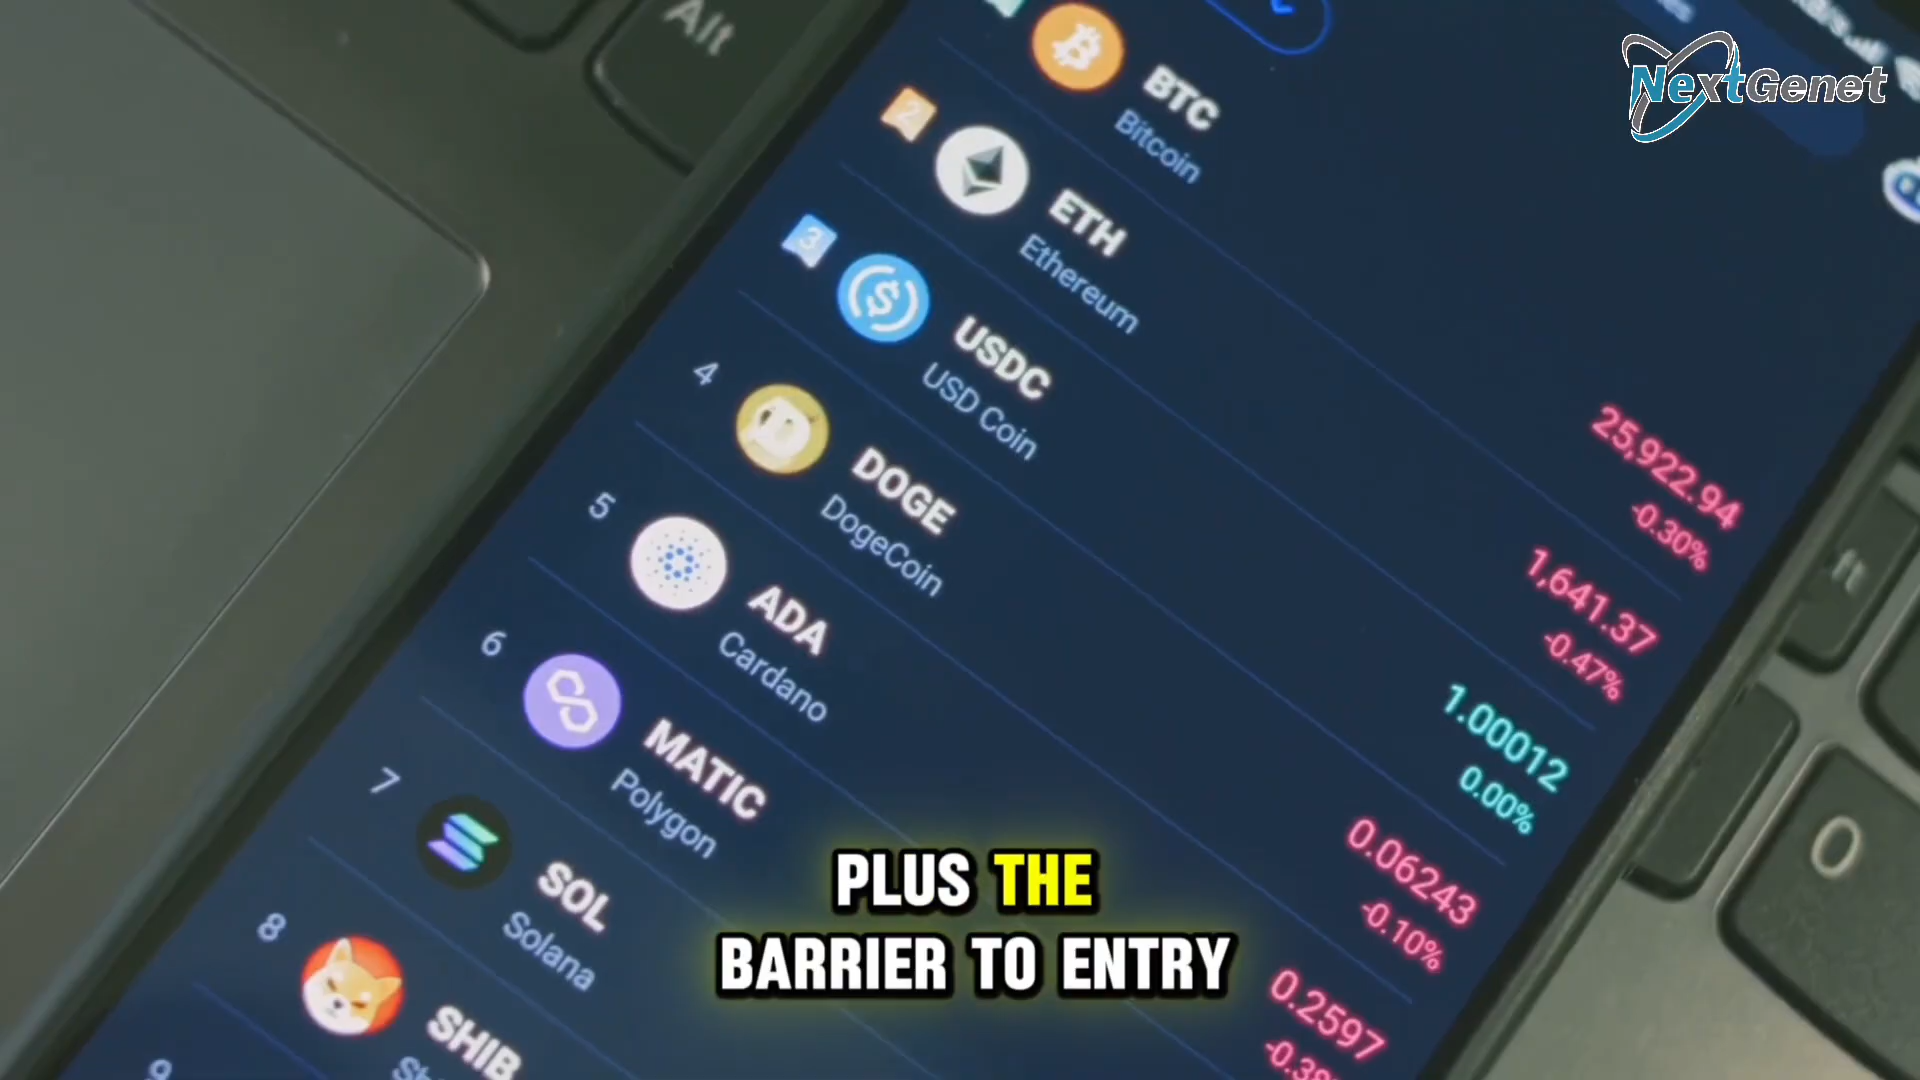 Alt
NextGenet
BTC
Bitcoin
25,922.94
-0.30%
2
ETH
Ethereum
1,641.37
-0.47%
3
USDC
USD Coin
1.00012
0.00%
4
DOGE
DogeCoin
0.06243
-0.10%
5
ADA
Cardano
0.2597
6
MATIC
Polygon
7
SOL
Solana
8
SHIB
9
ft
O
PLUS THE
BARRIER TO ENTRY